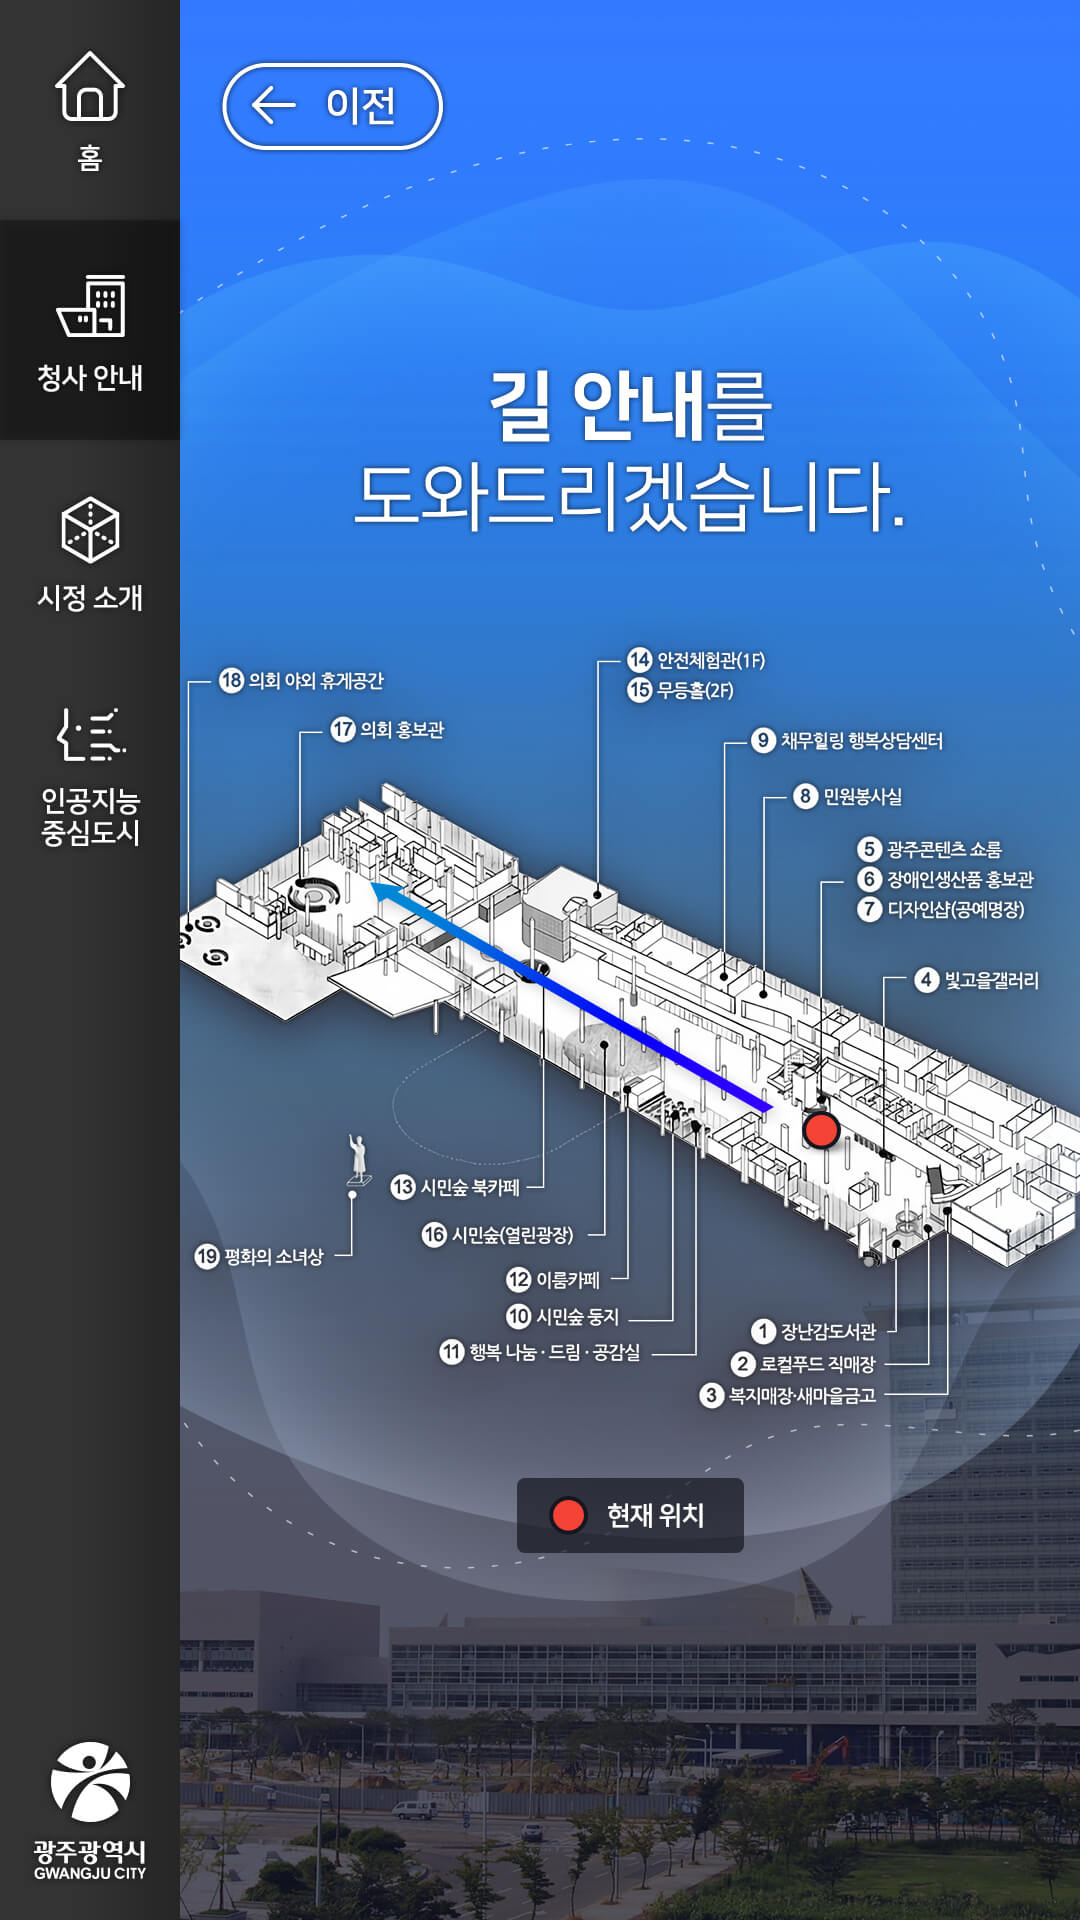 홈
청사 안내
시정 소개
인공지능
중심도시
광주광역시
GWANGJU CITY
이전
길 안내를
도와드리겠습니다.
14 안전체험관(1F)
15 무등홀(2F)
18 의회 야외 휴게공간
17 의회 홍보관
9 채무힐링 행복상담센터
8 민원봉사실
5 광주콘텐츠 쇼룸
6 장애인생산품 홍보관
7 디자인샵(공예명장)
4 빛고을갤러리
13 시민숲 북카페
16 시민숲(열린광장)
19 평화의 소녀상
12 이룸카페
10 시민숲 둥지
11 행복 나눔 · 드림 · 공감실
1 장난감도서관
2 로컬푸드 직매장
3 복지매장·새마을금고
현재 위치